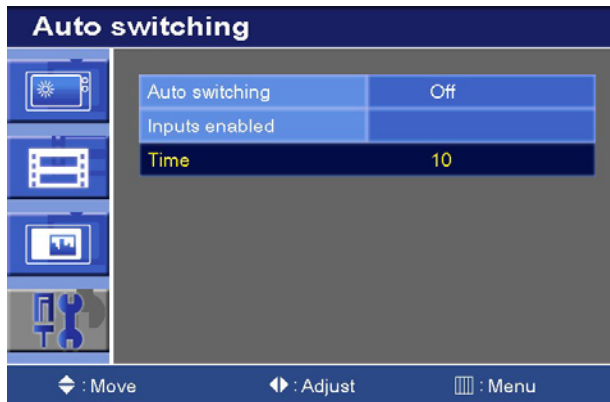 Auto switching
Auto switching Off
Inputs enabled
Time 10
: Move : Adjust : Menu